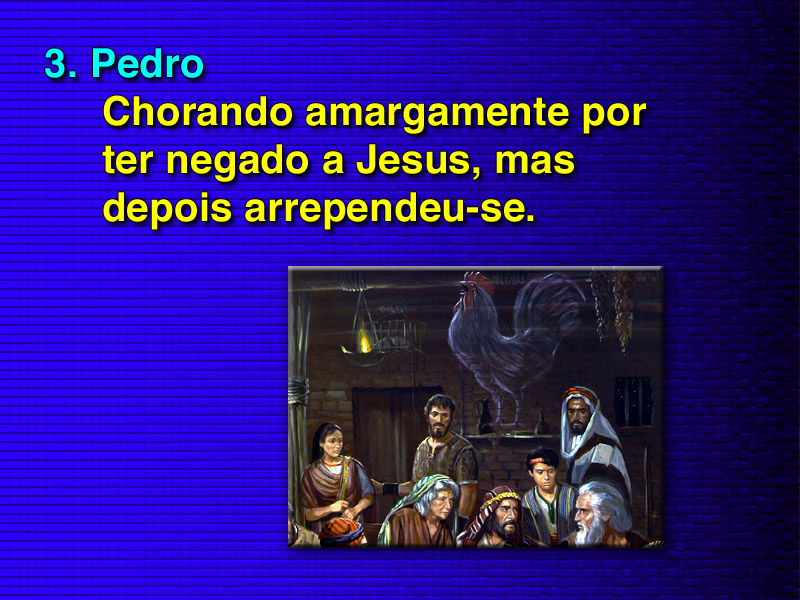 3. Pedro
Chorando amargamente por
ter negado a Jesus, mas
depois arrependeu-se.